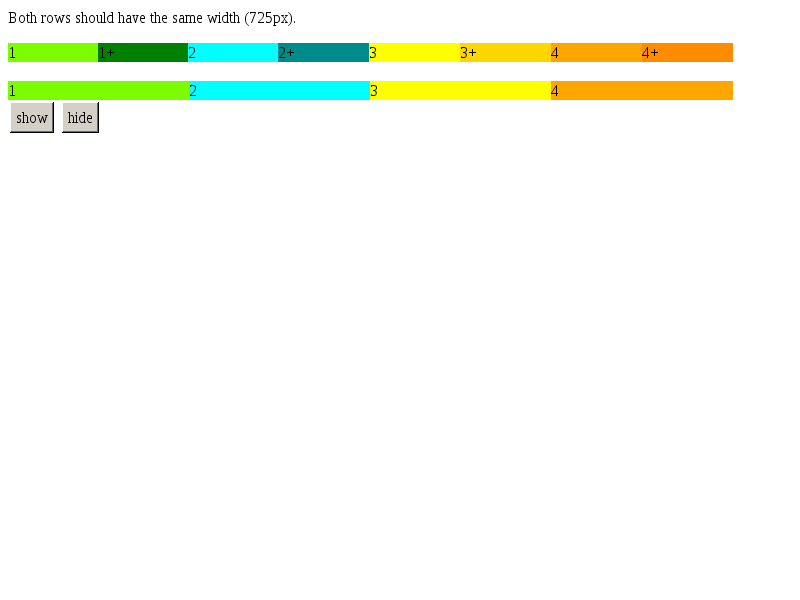 Both rows should have the same width (725px).
1 1+ 2 2+ 3 3+ 4 4+
1 2 3 4
show hide